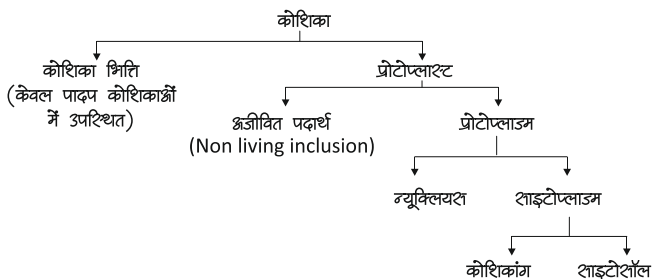 कोशिका
कोशिका भित्ति
(केवल पादप कोशिकाओं
में उपस्थित)
प्रोटोप्लास्ट
अजीवित पदार्थ
(Non living inclusion)
प्रोटोप्लाज्म
न्यूक्लियस
साइटोप्लाज्म
कोशिकांग
साइटोसॉल